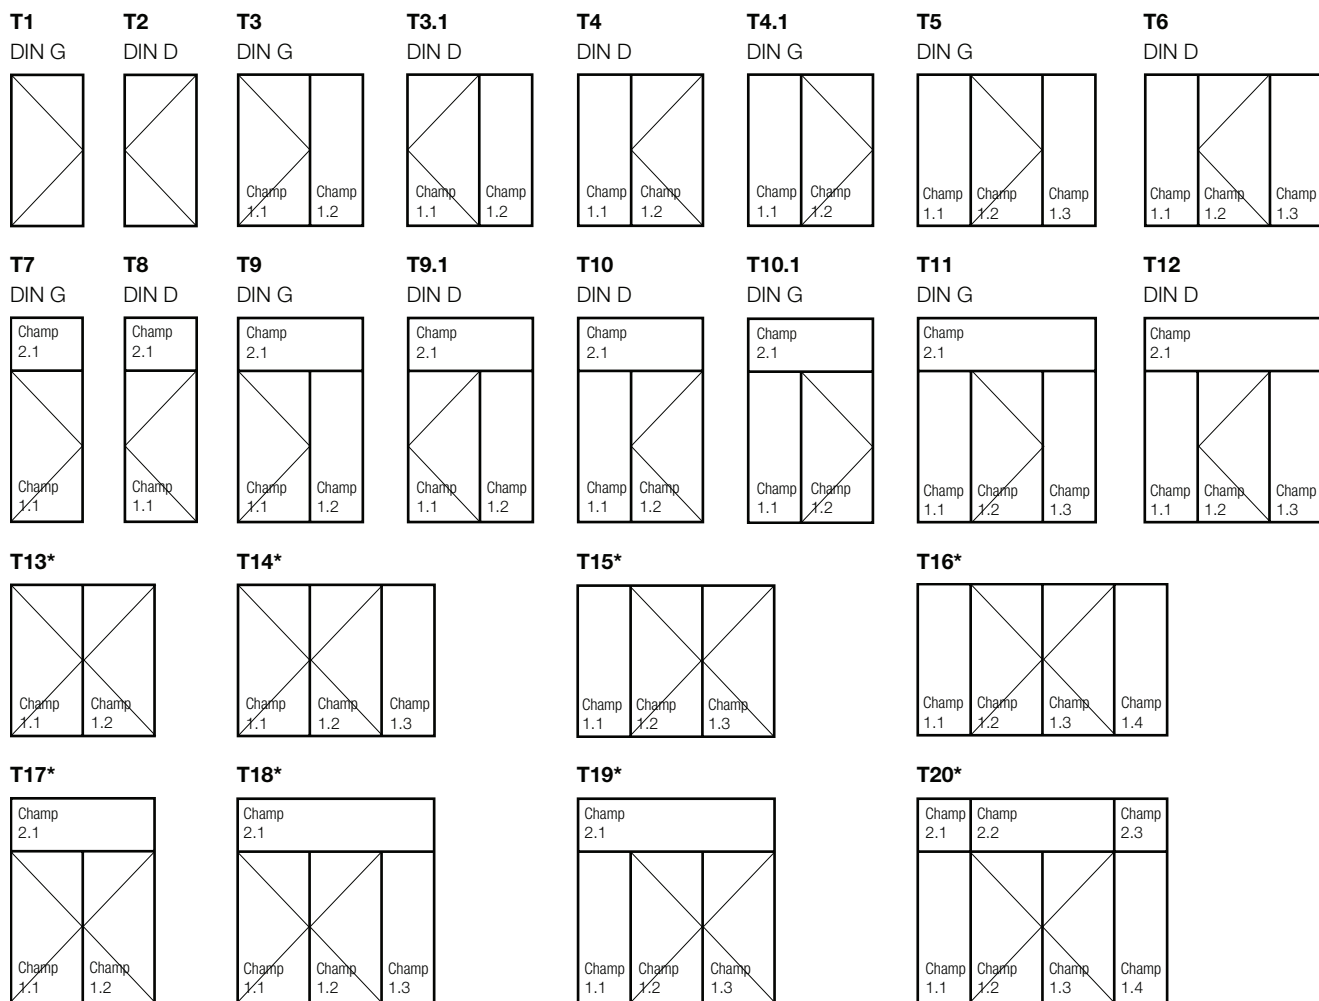 T1 T2 T3 T3.1 T4 T4.1 T5 T6
DIN G DIN D DIN G DIN D DIN D DIN G DIN G DIN D
Champ Champ Champ Champ Champ Champ Champ Champ Champ Champ Champ Champ Champ Champ
1.1 1.2 1.1 1.2 1.1 1.2 1.1 1.2 1.1 1.2 1.3 1.1 1.2 1.3
T7 T8 T9 T9.1 T10 T10.1 T11 T12
DIN G DIN D DIN G DIN D DIN D DIN G DIN G DIN D
Champ Champ Champ Champ Champ Champ Champ Champ
2.1 2.1 2.1 2.1 2.1 2.1 2.1 2.1
Champ Champ Champ Champ Champ Champ Champ Champ Champ Champ Champ Champ Champ Champ Champ Champ
1.1 1.1 1.1 1.2 1.1 1.2 1.1 1.2 1.1 1.2 1.1 1.2 1.3 1.1 1.2 1.3
T13* T14* T15* T16*
Champ Champ Champ Champ Champ Champ Champ Champ Champ Champ Champ Champ
1.1 1.2 1.1 1.2 1.3 1.1 1.2 1.3 1.1 1.2 1.3 1.4
T17* T18* T19* T20*
Champ Champ Champ Champ Champ Champ
2.1 2.1 2.1 2.1 2.2 2.3
Champ Champ Champ Champ Champ Champ Champ Champ Champ Champ Champ Champ
1.1 1.2 1.1 1.2 1.3 1.1 1.2 1.3 1.1 1.2 1.3 1.4